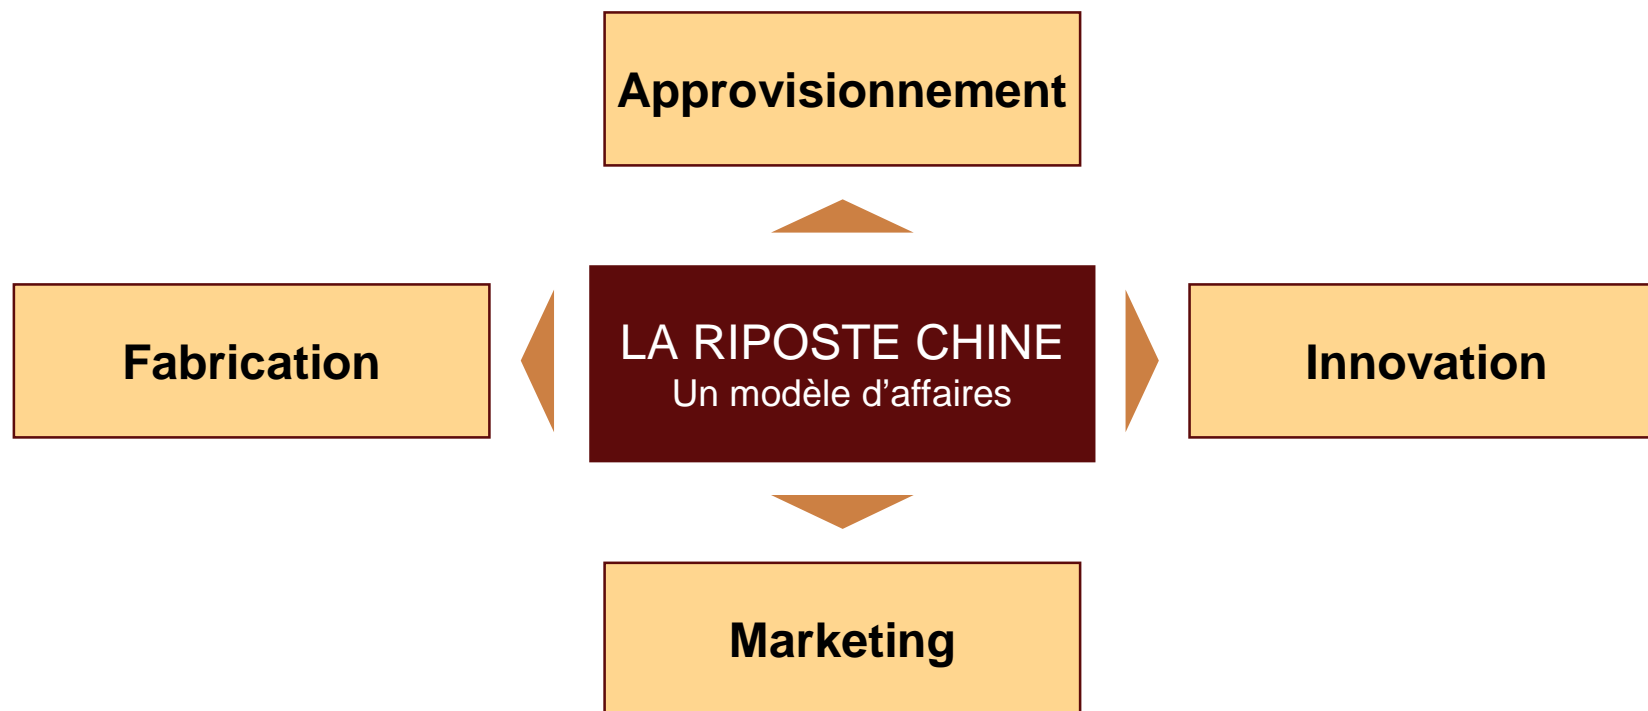 Approvisionnement
Fabrication
LA RIPOSTE CHINE
Un modèle d’affaires
Innovation
Marketing